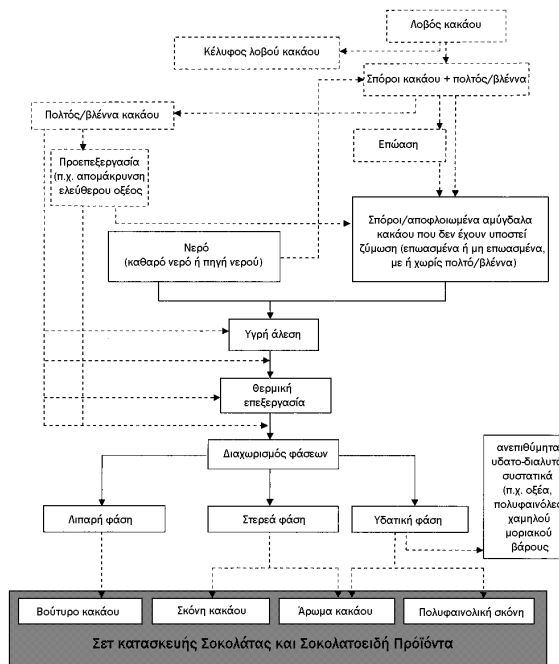 Λοβός κακάου
Κέλυφος λοβού κακάου
Σπόροι κακάου + πολτός/βλέννα
Πολτός/βλέννα κακάου
Επώαση
Προεπεξεργασία
(π.χ. απομάκρυνση
ελεύθερου οξέος
Σπόροι/αποφλοιωμένα αμύγδαλα
κακάου που δεν έχουν υποστεί
ζύμωση (επωασμένα ή μη επωασμένα,
με ή χωρίς πολτό/βλέννα)
Νερό
(καθαρό νερό ή πηγή νερού)
Υγρή άλεση
Θερμική
επεξεργασία
Διαχωρισμός φάσεων
ανεπιθύμητα
υδατο-διαλυτά
συστατικά
(π.χ. οξέα,
πολυφαινόλες
χαμηλού
μοριακού
βάρους
Λιπαρή φάση
Στερεά φάση
Υδατική φάση
Βούτυρο κακάου
Σκόνη κακάου
Άρωμα κακάου
Πολυφαινολική σκόνη
Σετ κατασκευής Σοκολάτας και Σοκολατοειδή Πρόϊόντα